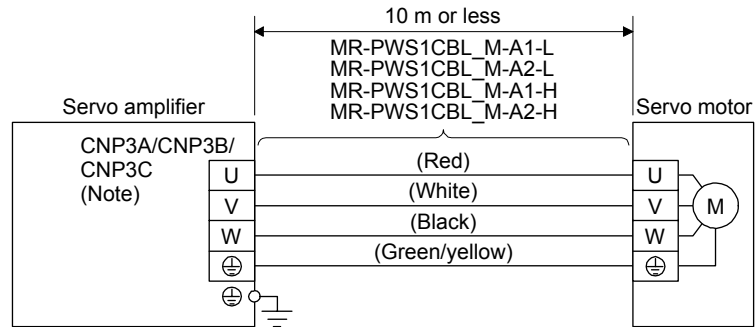 10 m or less
MR-PWS1CBL_M-A1-L
MR-PWS1CBL_M-A2-L
MR-PWS1CBL_M-A1-H
MR-PWS1CBL_M-A2-H
Servo amplifier
Servo motor
CNP3A/CNP3B/
CNP3C
(Note)
U
(Red)
U
V
(White)
V
M
W
(Black)
W
(Green/yellow)